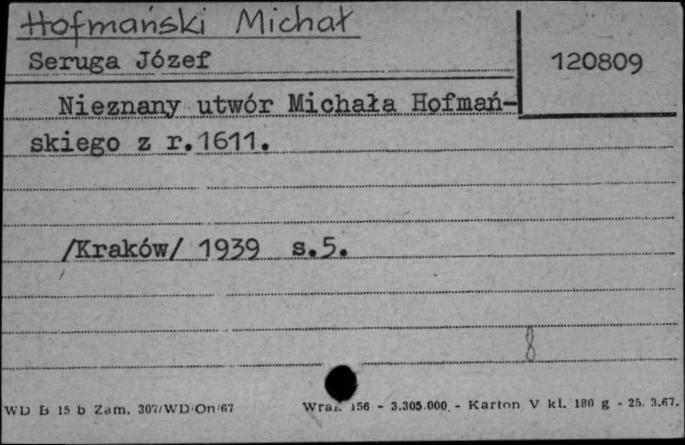 Hofmański Michał
Seruga Józef
120809
Nieznany utwór Michała Hofmań-
skiego z r.1611.
/Kraków/ 1939 s.5.
8
WD B 15 b Zam. 307/WD/On/67
156 - 3.305.000 - Karton V kl. 180 g - 25. 3.67.